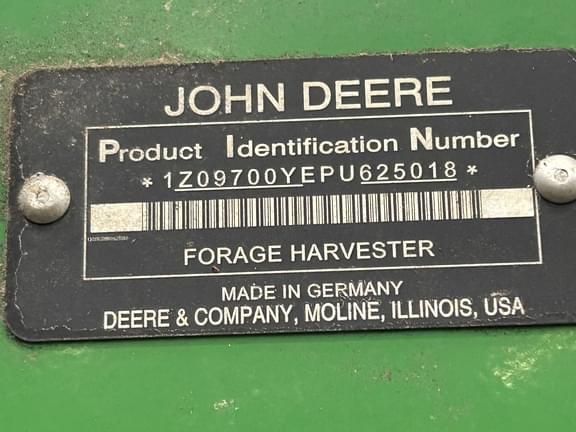 JOHN DEERE
Product Identification Number
* 1Z09700YEPU625018 *
FORAGE HARVESTER
MADE IN GERMANY
DEERE & COMPANY, MOLINE, ILLINOIS, USA